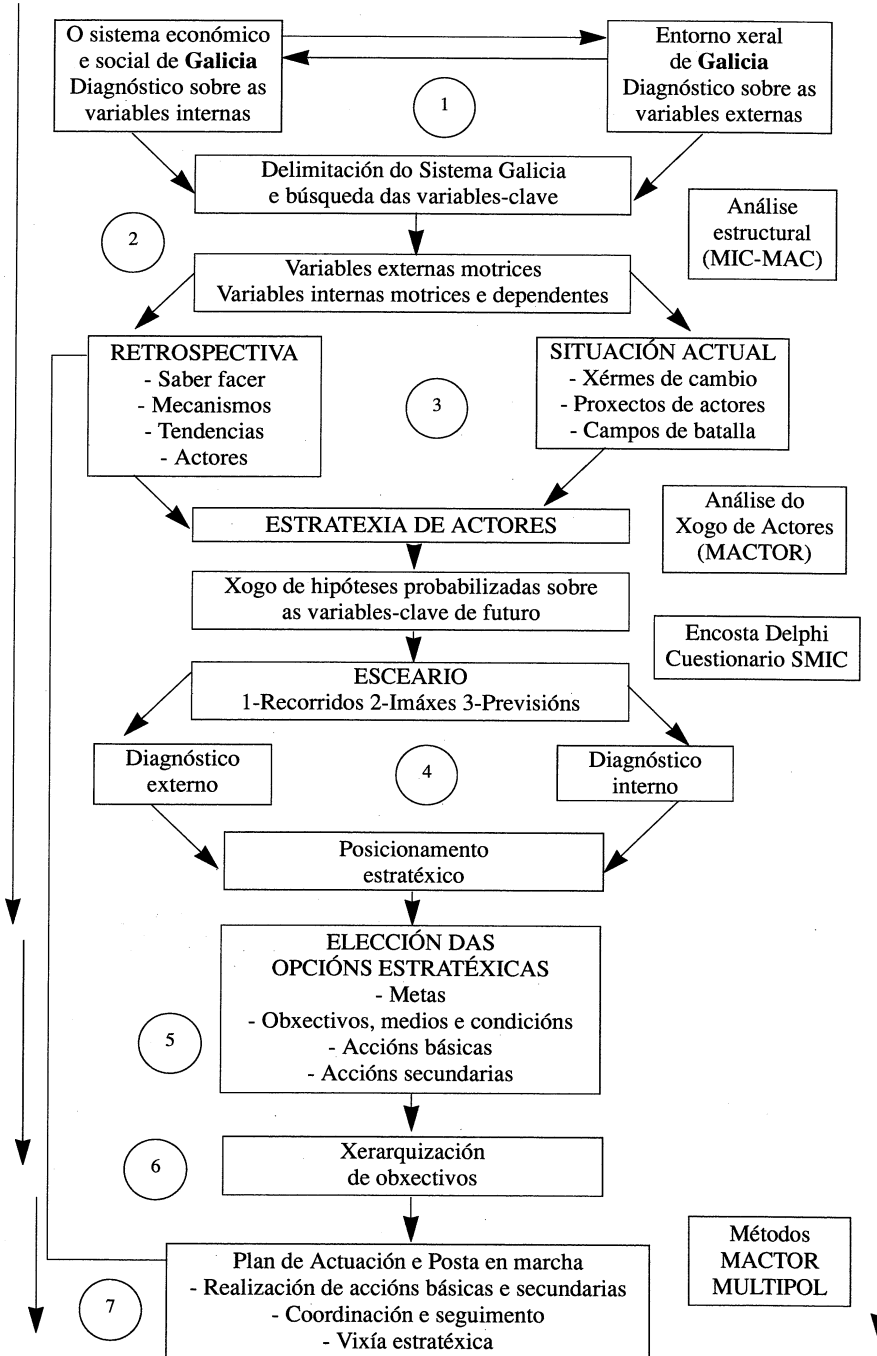 O sistema económico
e social de Galicia
Diagnóstico sobre as
variables internas
Entorno xeral
de Galicia
Diagnóstico sobre as
variables externas
1
Delimitación do Sistema Galicia
e búsqueda das variables-clave
Análise
estructural
(MIC-MAC)
2
Variables externas motrices
Variables internas motrices e dependentes
RETROSPECTIVA
- Saber facer
- Mecanismos
- Tendencias
- Actores
3
SITUACIÓN ACTUAL
- Xérmes de cambio
- Proxectos de actores
- Campos de batalla
ESTRATEXIA DE ACTORES
Análise do
Xogo de Actores
(MACTOR)
Xogo de hipóteses probabilizadas sobre
as variables-clave de futuro
Encosta Delphi
Cuestionario SMIC
ESCEARIO
1-Recorridos 2-Imáxes 3-Previsións
Diagnóstico
externo
4
Diagnóstico
interno
Posicionamento
estratéxico
ELECCIÓN DAS
OPCIÓNS ESTRATÉXICAS
- Metas
- Obxectivos, medios e condicións
- Accións básicas
- Accións secundarias
5
6
Xerarquización
de obxectivos
Plan de Actuación e Posta en marcha
- Realización de accións básicas e secundarias
- Coordinación e seguimento
- Vixía estratéxica
7
Métodos
MACTOR
MULTIPOL